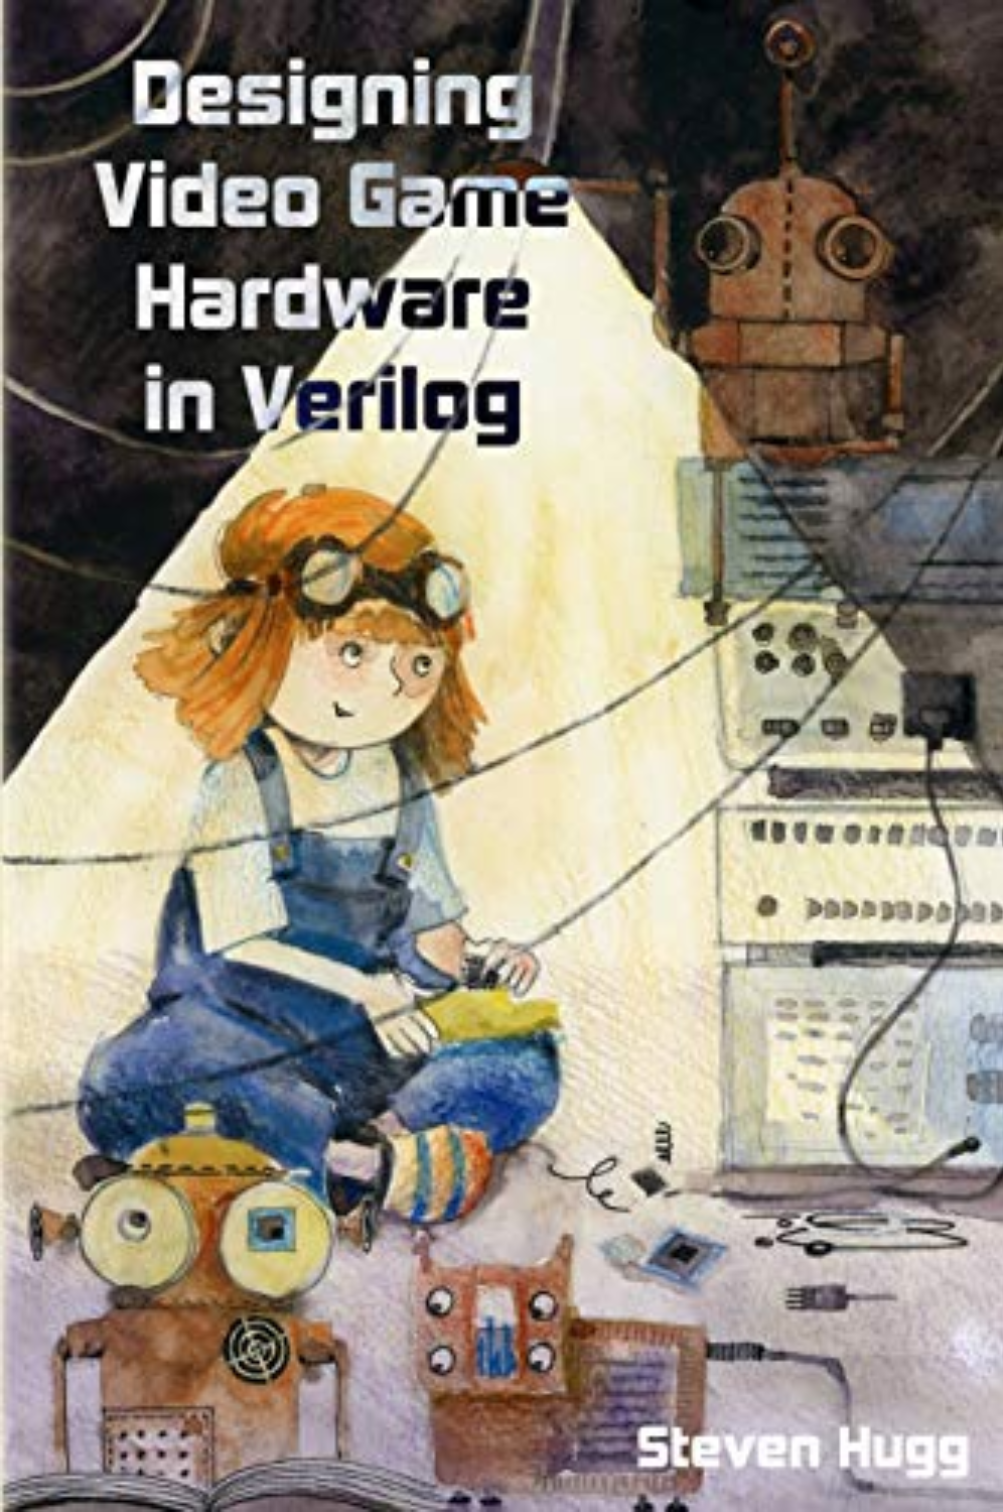 Designing
Video Game
Hardware
in Verilog
Steven Hugg